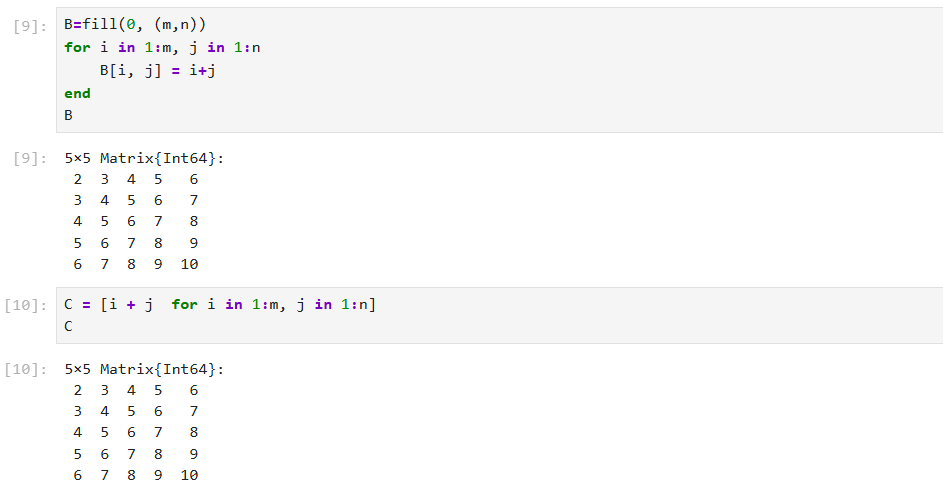 [9]: B=fill(0, (m,n))
for i in 1:m, j in 1:n
    B[i, j] = i+j
end
B
[9]: 5×5 Matrix{Int64}:
 2  3  4  5   6
 3  4  5  6   7
 4  5  6  7   8
 5  6  7  8   9
 6  7  8  9  10
[10]: C = [i + j  for i in 1:m, j in 1:n]
C
[10]: 5×5 Matrix{Int64}:
 2  3  4  5   6
 3  4  5  6   7
 4  5  6  7   8
 5  6  7  8   9
 6  7  8  9  10